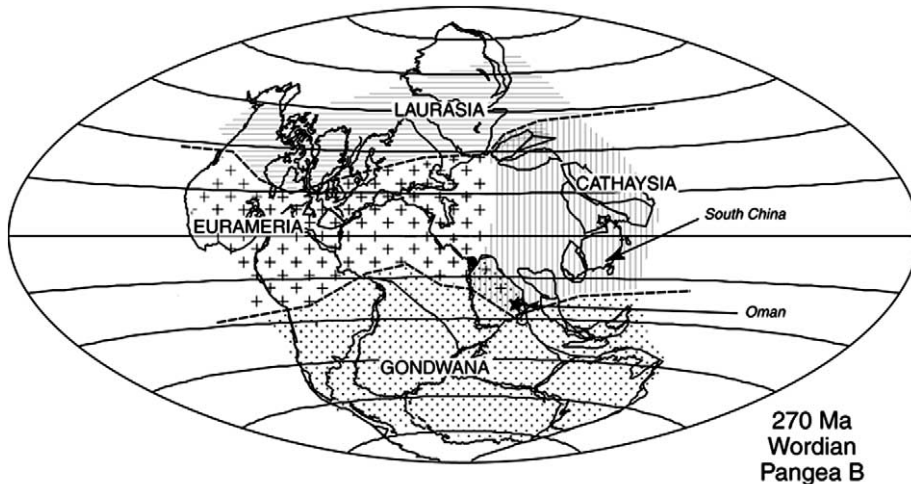 LAURASIA
CATHAYSIA
South China
EURAMERIA
Oman
GONDWANA
270 Ma
Wordian
Pangea B